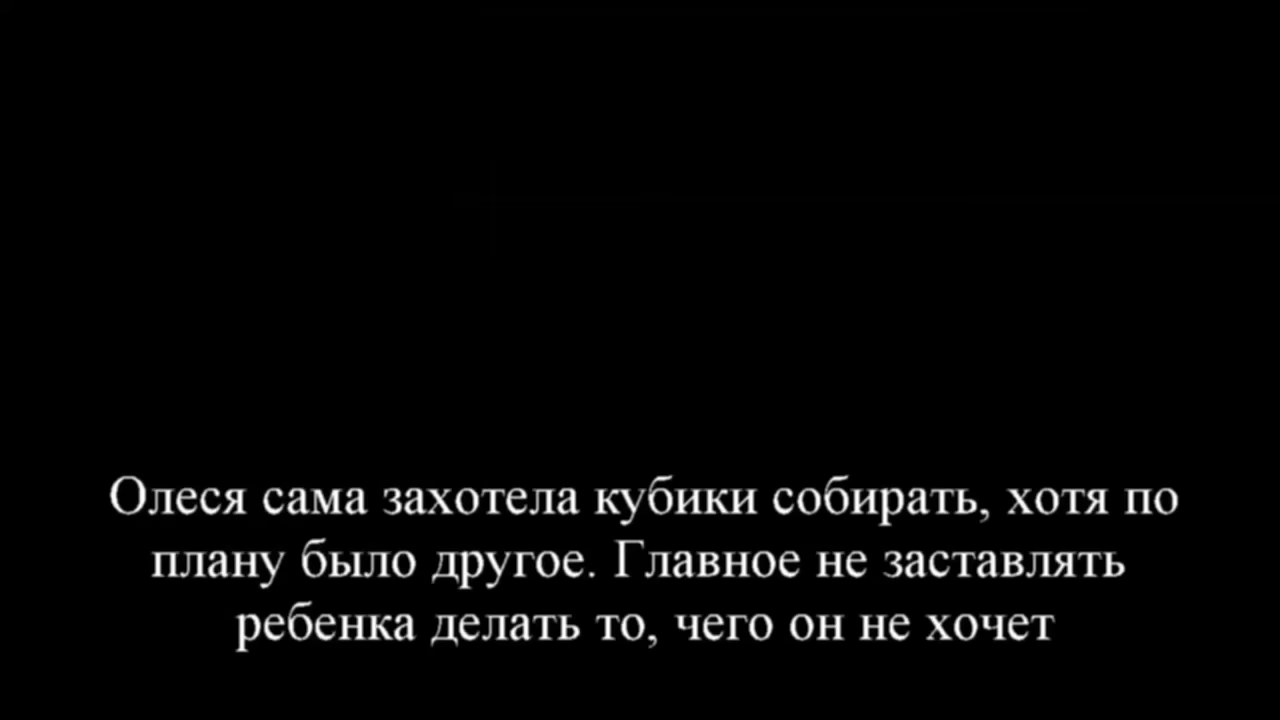 Олеся сама захотела кубики собирать, хотя по
плану было другое. Главное не заставлять
ребенка делать то, чего он не хочет